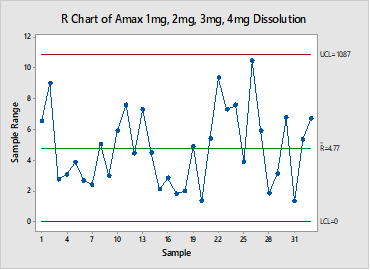 R Chart of Amax 1mg, 2mg, 3mg, 4mg Dissolution
12
10
8
6
4
2
0
Sample Range
UCL=10.87
R̄=4.77
LCL=0
1 4 7 10 13 16 19 22 25 28 31
Sample